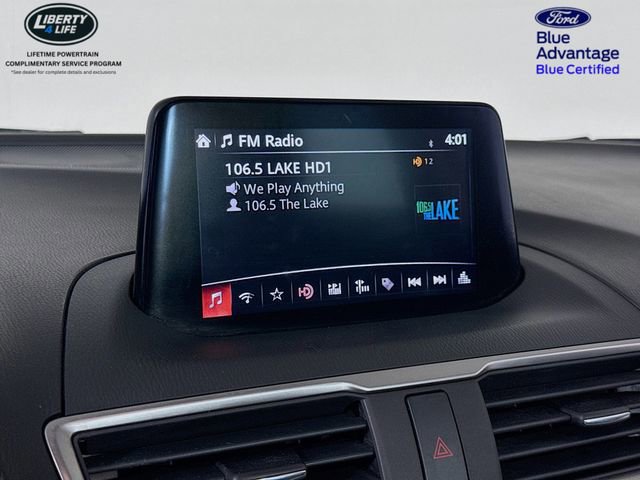 LIBERTY
4 LIFE
LIFETIME POWERTRAIN
COMPLIMENTARY SERVICE PROGRAM
*See dealer for complete details and exclusions
Ford
Blue
Advantage
Blue Certified
FM Radio
4:01
106.5 LAKE HD1
HD 12
We Play Anything
106.5 The Lake
106.5!
THE LAKE
HD